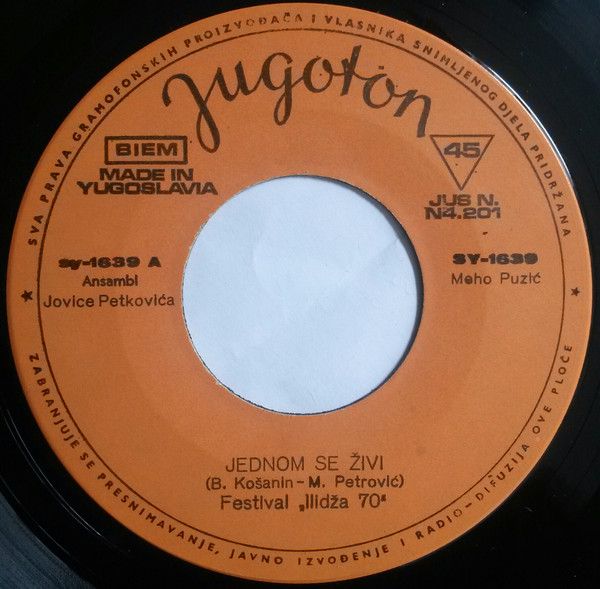 SVA PRAVA GRAMOFONSKIH PROIZVOĐAČA I VLASNIKA SNIMLJENOG DJELA PRIDRŽANA
Jugoton
BIEM
MADE IN
YUGOSLAVIA
45
JUS N.
N4.201
sy-1639 A
Ansambl
Jovice Petkovića
SY-1639
Meho Puzić
JEDNOM SE ŽIVI
(B. Košanin - M. Petrović)
Festival „Ilidža 70"
ZABRANJUJE SE PRESNIMAVANJE, JAVNO IZVOĐENJE I RADIO-DIFUZIJA OVE PLOČE